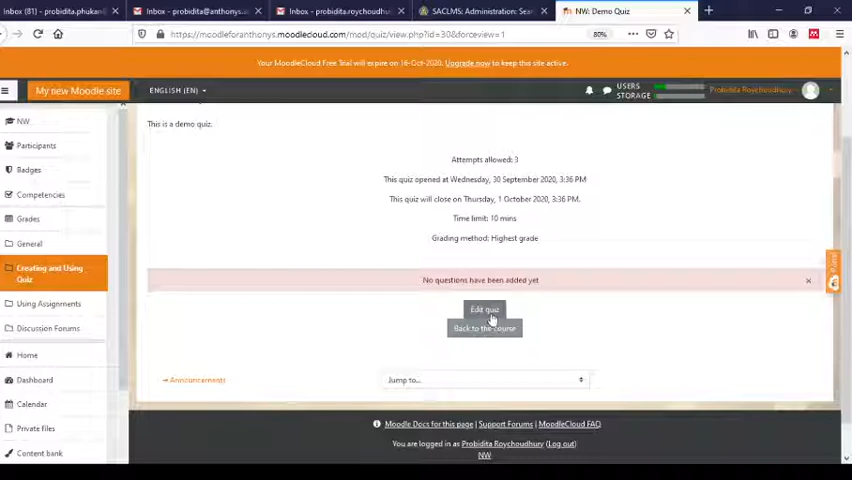 Inbox (81) - probidita.phukan
Inbox - probidita@anthonys.
Inbox - probidita.roychoudhur
SACLMS: Administration: Sear
NW: Demo Quiz
https://moodleforanthonys.moodlecloud.com/mod/quiz/view.php?id=30&forceview=1
80%
Your MoodleCloud Free Trial will expire on 16-Oct-2020. Upgrade now to keep this site active.
My new Moodle site
ENGLISH (EN)
USERS
STORAGE
Probidita Roychoudhury
NW
Participants
Badges
Competencies
Grades
General
Creating and Using
Quiz
Using Assignments
Discussion Forums
Home
Dashboard
Calendar
Private files
Content bank
This is a demo quiz.
Attempts allowed: 3
This quiz opened at Wednesday, 30 September 2020, 3:36 PM
This quiz will close on Thursday, 1 October 2020, 3:36 PM.
Time limit: 10 mins
Grading method: Highest grade
No questions have been added yet
Edit quiz
Back to the course
Announcements
Jump to...
Moodle Docs for this page | Support Forums | MoodleCloud FAQ
You are logged in as Probidita Roychoudhury (Log out)
NW